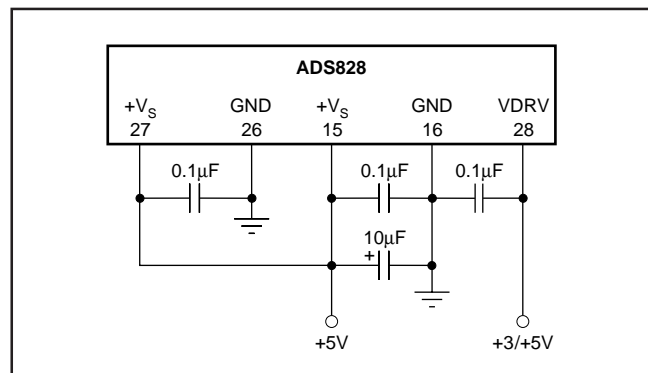 ADS828
+VS GND +VS GND VDRV
27 26 15 16 28
0.1µF 0.1µF 0.1µF
10µF
+
+5V +3/+5V